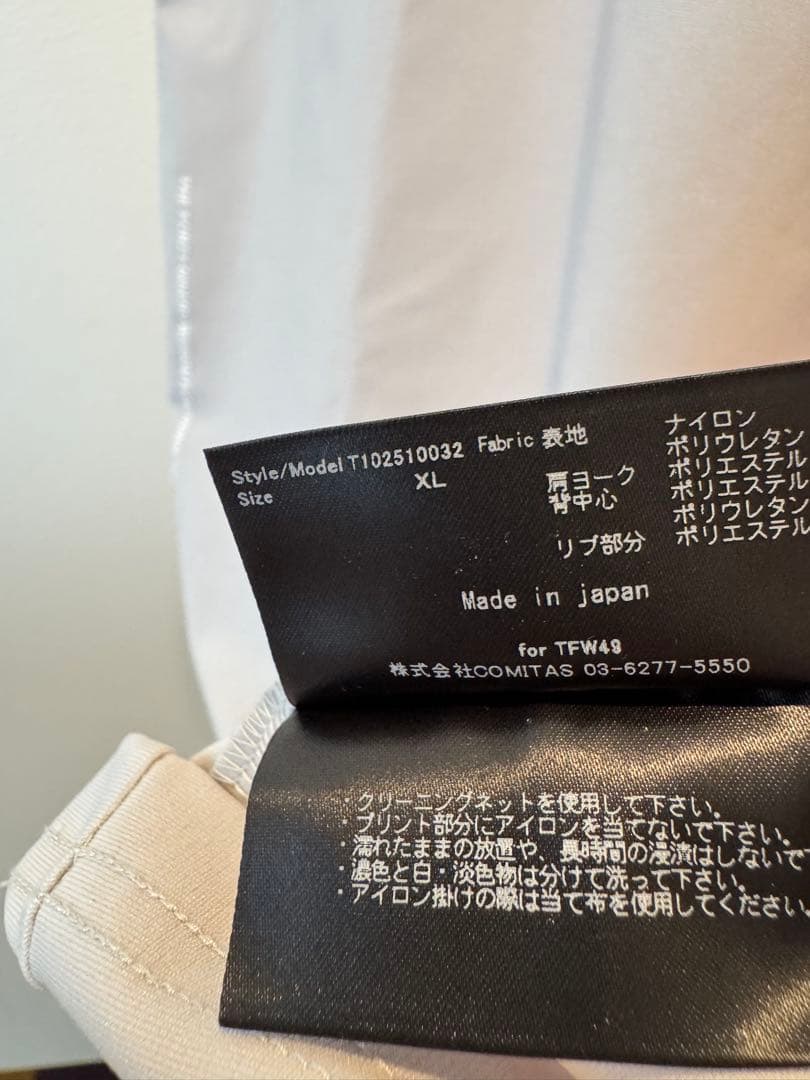 Style/Model T102510032 Fabric 表地 ナイロン
Size XL ポリウレタン
肩ヨーク ポリエステル
背中心 ポリエステル
ポリウレタン
リブ部分 ポリエステル
Made in japan
for TFW49
株式会社COMITAS 03-6277-5550
・クリーニングネットを使用して下さい.
・プリント部分にアイロンを当てないで下さい.
・濡れたままの放置や、長時間の浸漬はしないで下
・濃色と白・淡色物は分けて洗って下さい.
・アイロン掛けの際は当て布を使用してください.